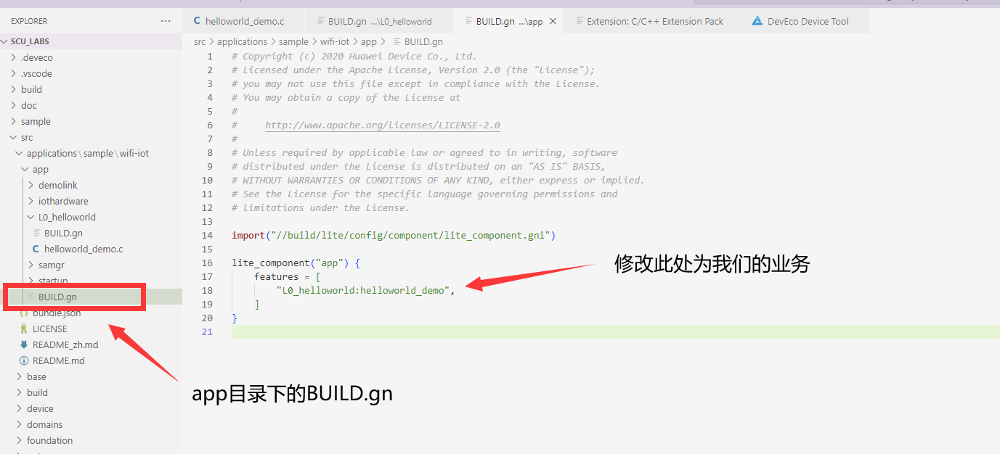 EXPLORER
···
SCU_LABS
.deveco
.vscode
build
doc
sample
src
applications\sample\wifi-iot
app
demolink
iothardware
L0_helloworld
BUILD.gn
C helloworld_demo.c
samgr
startup
BUILD.gn
{} bundle.json
LICENSE
README_zh.md
README.md
base
build
device
domains
foundation
C helloworld_demo.c
BUILD.gn ...\L0_helloworld
BUILD.gn ...\app ×
Extension: C/C++ Extension Pack
DevEco Device Tool
src > applications > sample > wifi-iot > app > BUILD.gn
1 # Copyright (c) 2020 Huawei Device Co., Ltd.
2 # Licensed under the Apache License, Version 2.0 (the "License");
3 # you may not use this file except in compliance with the License.
4 # You may obtain a copy of the License at
5 #
6 #     http://www.apache.org/licenses/LICENSE-2.0
7 #
8 # Unless required by applicable law or agreed to in writing, software
9 # distributed under the License is distributed on an "AS IS" BASIS,
10 # WITHOUT WARRANTIES OR CONDITIONS OF ANY KIND, either express or implied.
11 # See the License for the specific language governing permissions and
12 # limitations under the License.
13
14 import("//build/lite/config/component/lite_component.gni")
15
16 lite_component("app") {
17     features = [
18         "L0_helloworld:helloworld_demo",
19     ]
20 }
21
修改此处为我们的业务
app目录下的BUILD.gn